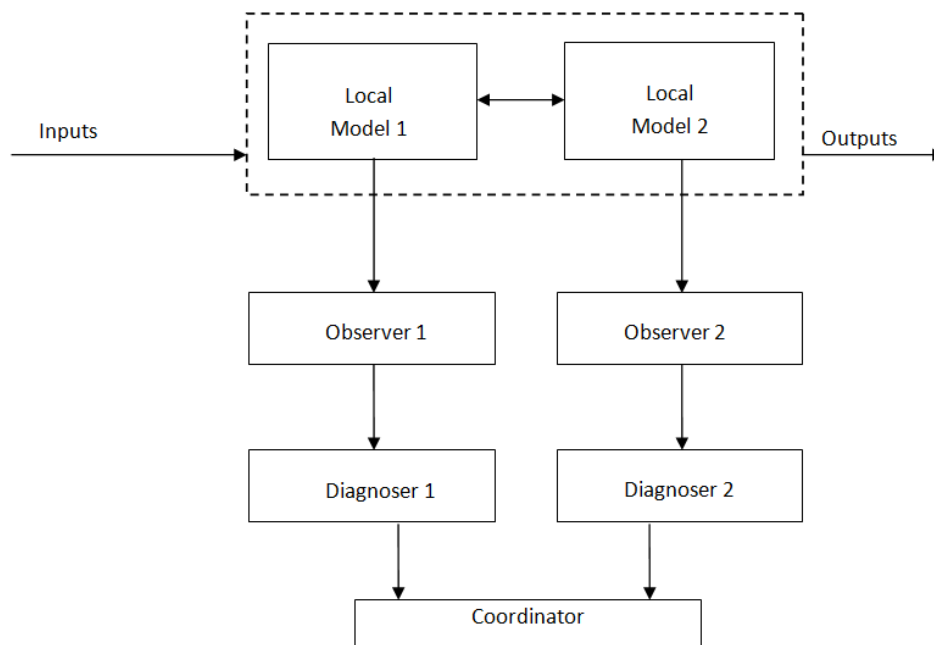 Local
Model 1
Local
Model 2
Inputs
Outputs
Observer 1
Observer 2
Diagnoser 1
Diagnoser 2
Coordinator